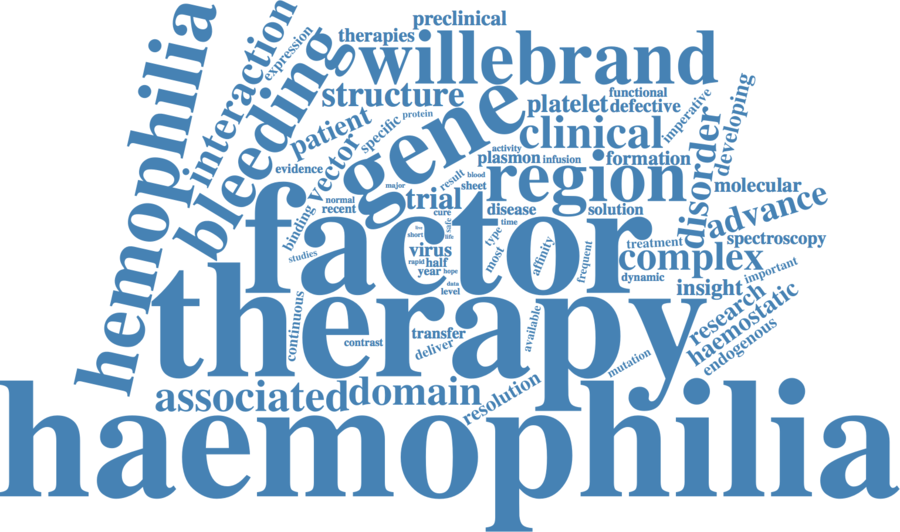 preclinical
therapies
expression
hemophilia
interaction
bleeding
willebrand
structure
functional
platelet
defective
imperative
developing
patient
specific
protein
gene
clinical
activity
plasmon
infusion
formation
disorder
evidence
vector
major
result
blood
sheet
region
molecular
normal
recent
trial
cure
disease
solution
advance
binding
studies
factor
five
short
safe
life
time
type
most
affinity
frequent
treatment
spectroscopy
complex
virus
rapid
half
year
hope
data
level
dynamic
insight
important
therapy
continuous
contrast
transfer
deliver
available
research
haemostatic
endogenous
mutation
associated
domain
resolution
haemophilia